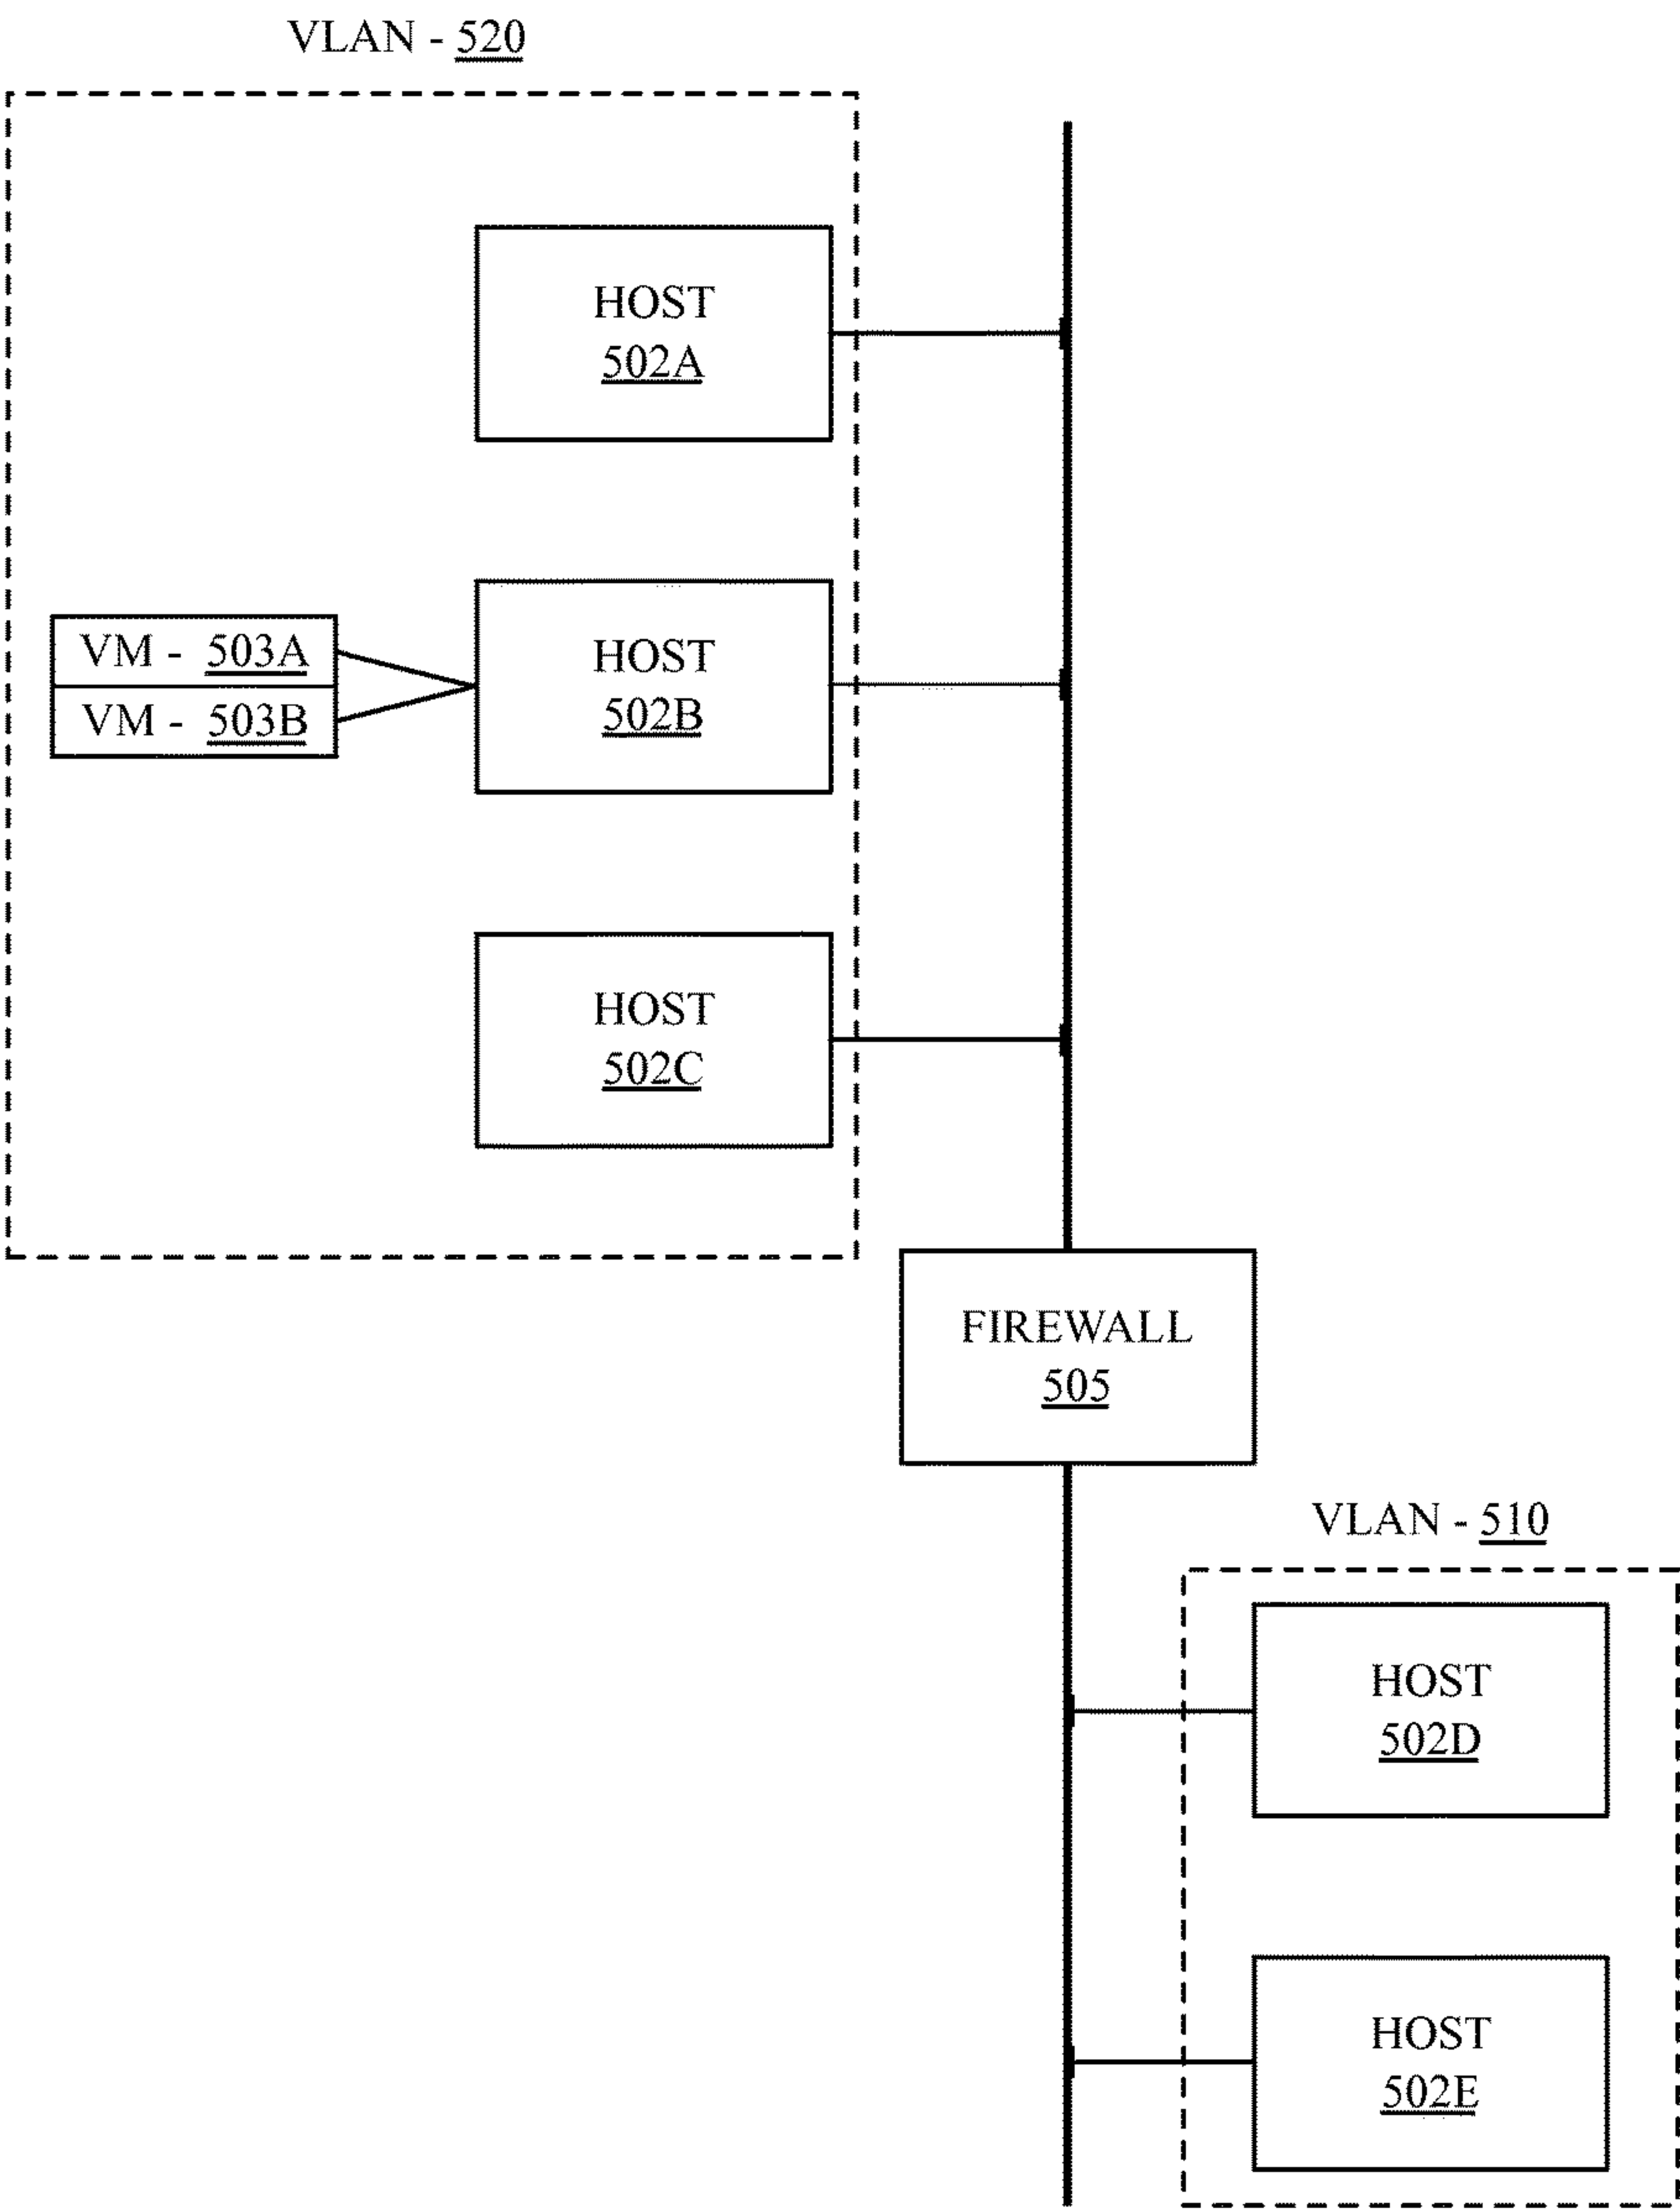 VLAN - 520
HOST
502A
VM - 503A
VM - 503B
HOST
502B
HOST
502C
FIREWALL
505
VLAN - 510
HOST
502D
HOST
502E